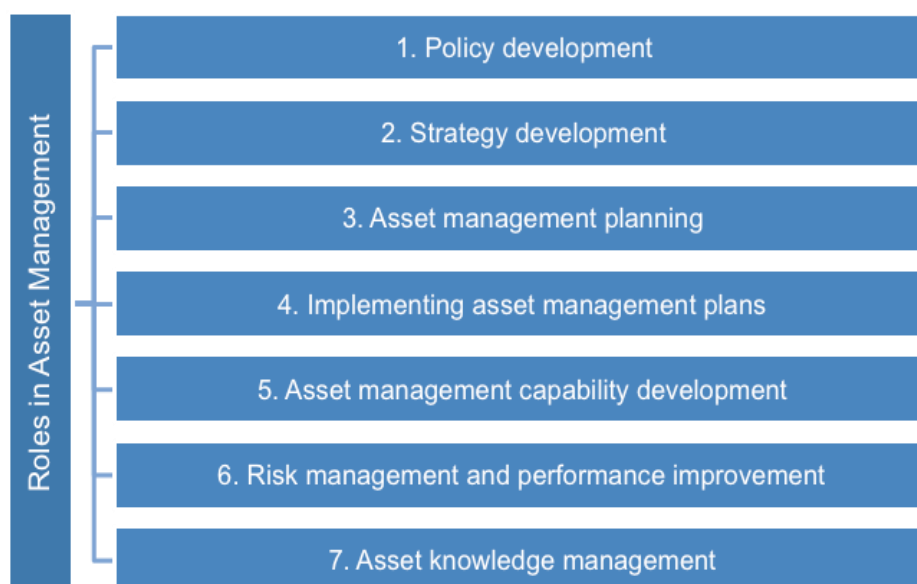 Roles in Asset Management
1. Policy development
2. Strategy development
3. Asset management planning
4. Implementing asset management plans
5. Asset management capability development
6. Risk management and performance improvement
7. Asset knowledge management